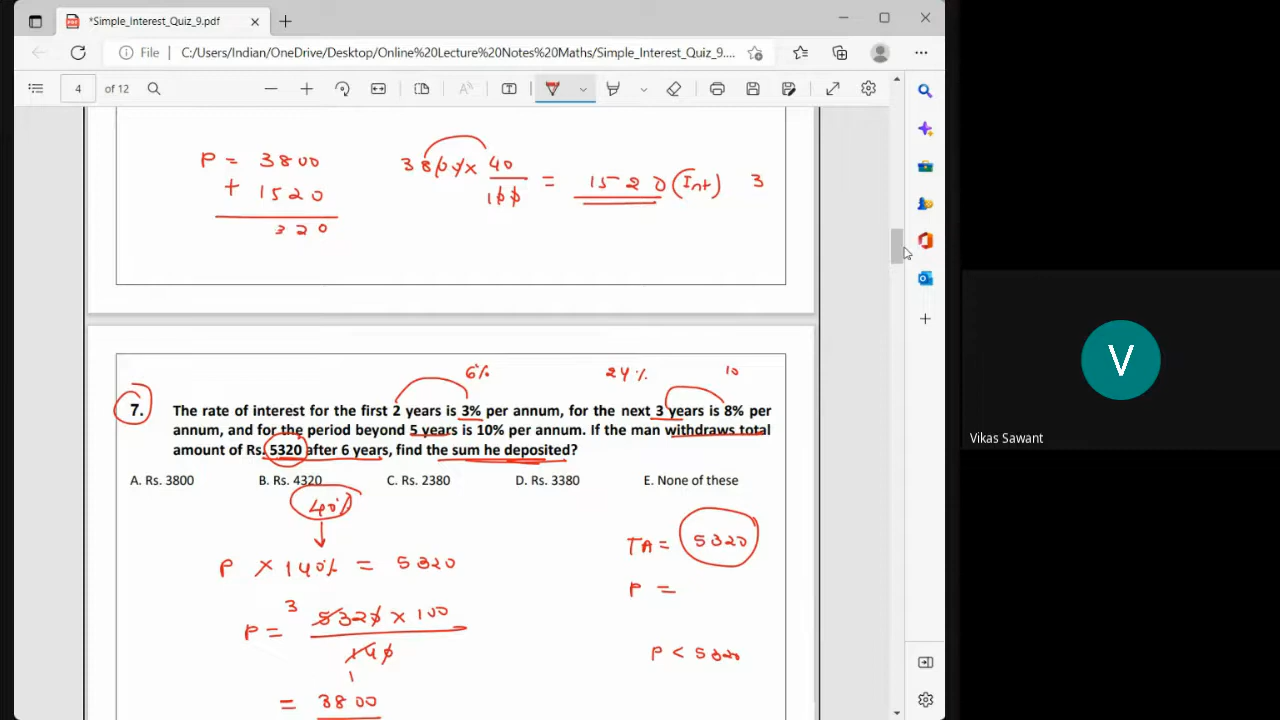 *Simple_Interest_Quiz_9.pdf
File C:/Users/Indian/OneDrive/Desktop/Online%20Lecture%20Notes%20Maths/Simple_Interest_Quiz_9....
4 of 12
P = 3800
+ 1520
320
3800 × 40
100
= 1520 (Int) 3
6% 24% 10
7. The rate of interest for the first 2 years is 3% per annum, for the next 3 years is 8% per
annum, and for the period beyond 5 years is 10% per annum. If the man withdraws total
amount of Rs. 5320 after 6 years, find the sum he deposited?
A. Rs. 3800 B. Rs. 4320 C. Rs. 2380 D. Rs. 3380 E. None of these
40%
TA = 5320
P × 140% = 5320
P =
3
P = 5320 × 100
140
1
P < 5320
= 3800
V
Vikas Sawant